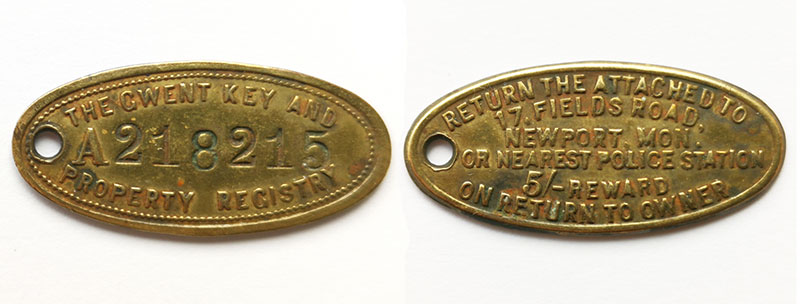 THE GWENT KEY AND
A218215
PROPERTY REGISTRY
RETURN THE ATTACHED TO
17, FIELDS ROAD,
NEWPORT, MON.
OR NEAREST POLICE STATION
5/- REWARD
ON RETURN TO OWNER